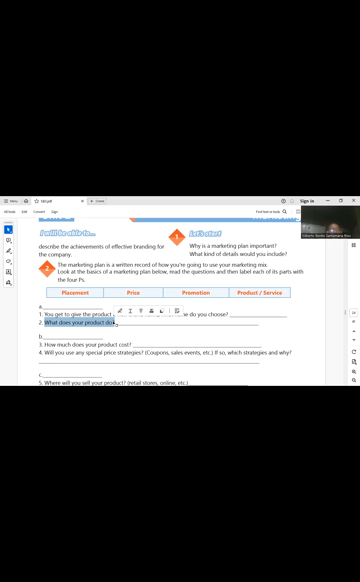 Menu
580.pdf
Create
Sign in
All tools Edit Convert Sign
Find text or tools
I will be able to...
1 Let's start
describe the achievements of effective branding for
the company.
Why is a marketing plan important?
What kind of details would you include?
2 The marketing plan is a written record of how you're going to use your marketing mix.
Look at the basics of a marketing plan below, read the questions and then label each of its parts with
the four Ps.
Placement Price Promotion Product / Service
a.
1. You get to give the product do you choose?
2. What does your product do
b.
3. How much does your product cost?
4. Will you use any special price strategies? (Coupons, sales events, etc.) If so, which strategies and why?
c.
5. Where will you sell your product? (retail stores, online, etc.)